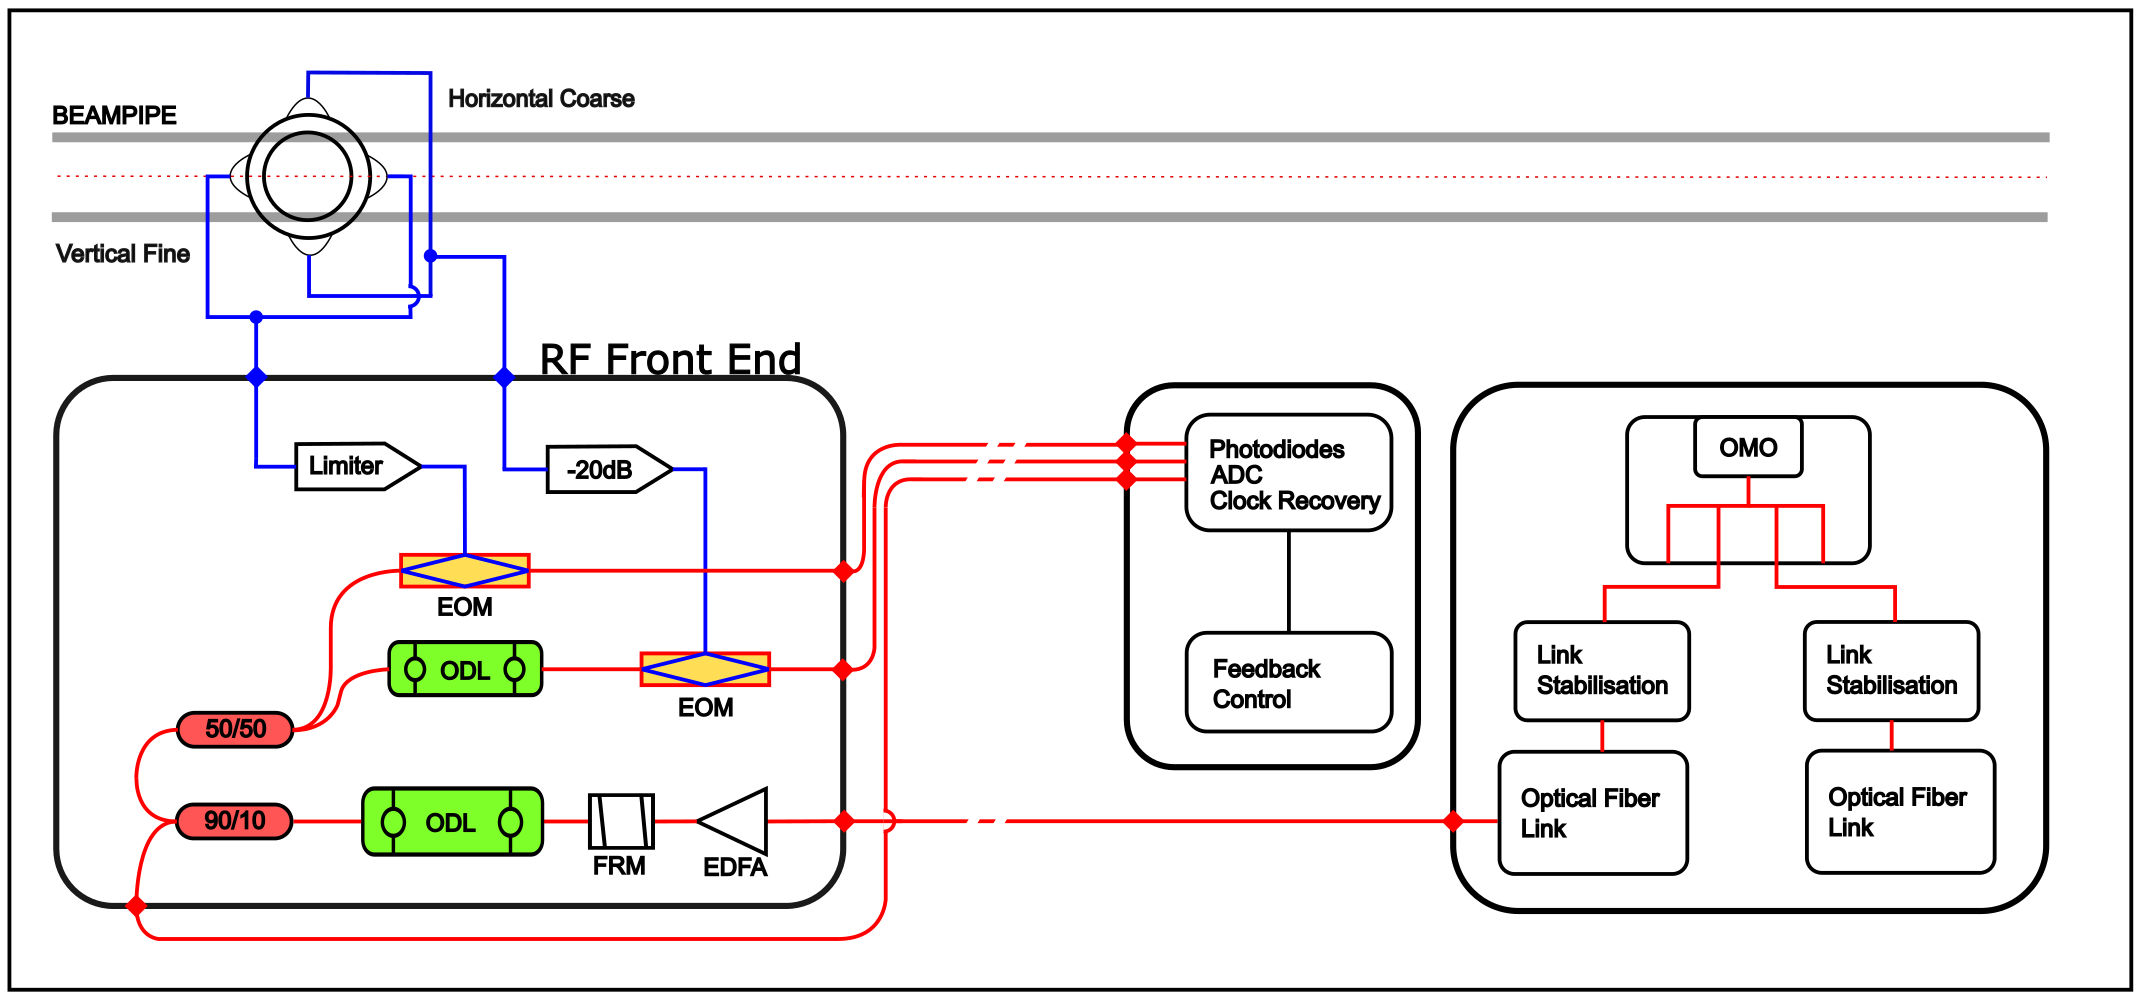 Horizontal Coarse
BEAMPIPE
Vertical Fine
RF Front End
Limiter
-20dB
EOM
ODL
EOM
50/50
90/10
ODL
FRM
EDFA
Photodiodes
ADC
Clock Recovery
Feedback
Control
OMO
Link
Stabilisation
Link
Stabilisation
Optical Fiber
Link
Optical Fiber
Link